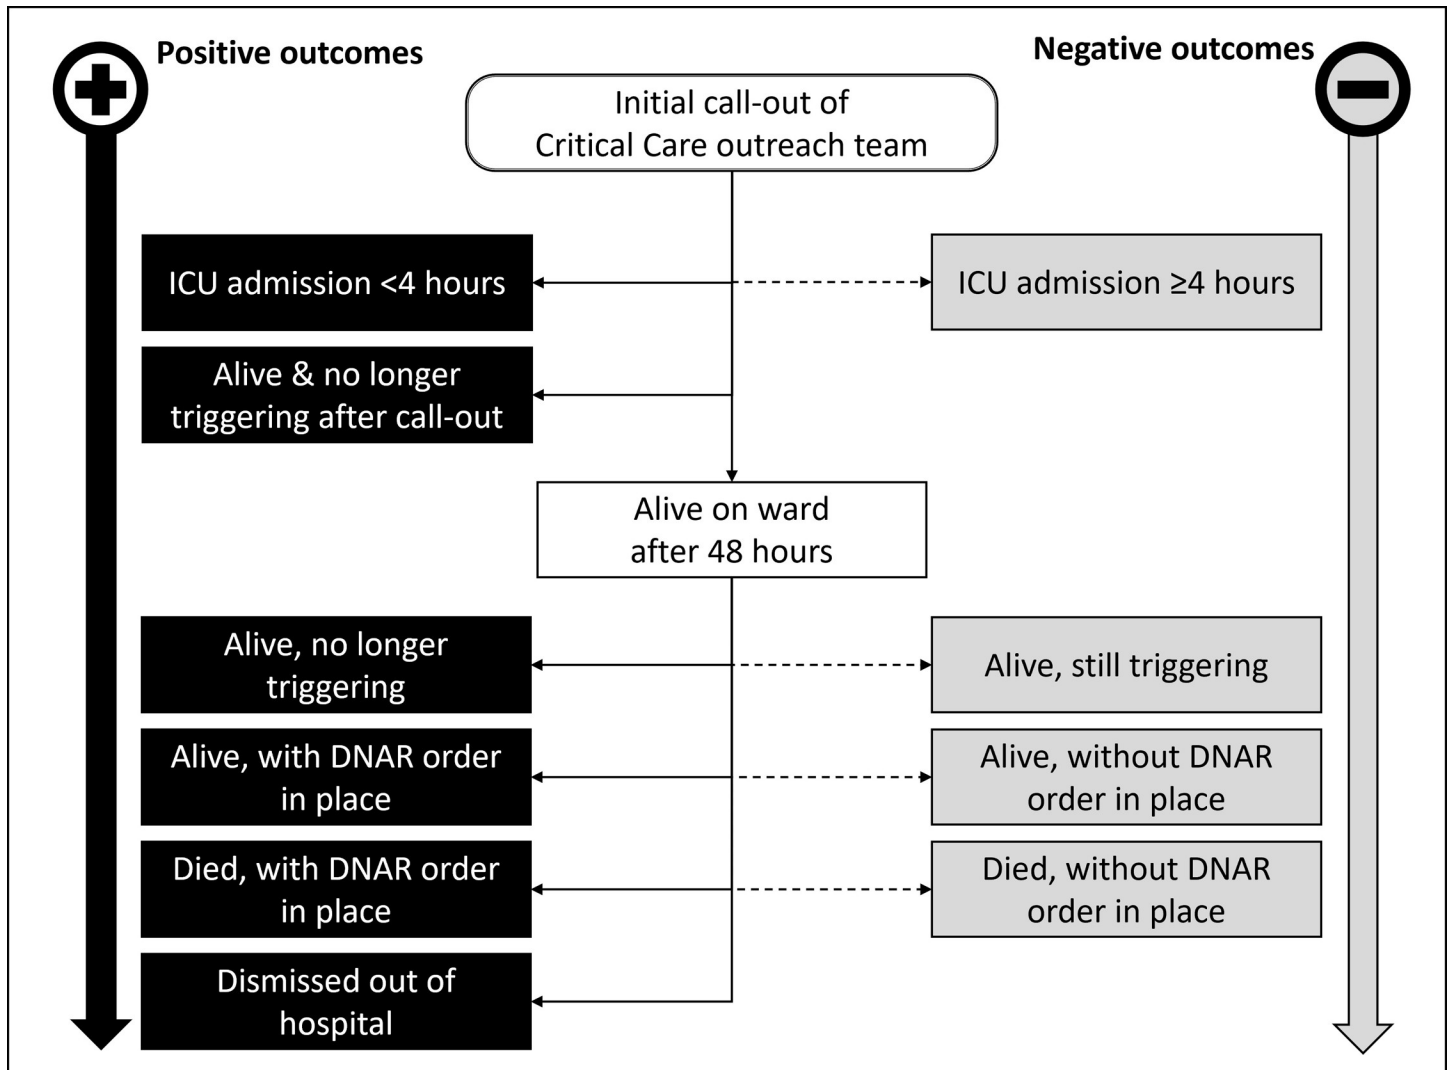 Positive outcomes
Negative outcomes
Initial call-out of
Critical Care outreach team
ICU admission <4 hours
ICU admission ≥4 hours
Alive & no longer
triggering after call-out
Alive on ward
after 48 hours
Alive, no longer
triggering
Alive, still triggering
Alive, with DNAR order
in place
Alive, without DNAR
order in place
Died, with DNAR order
in place
Died, without DNAR
order in place
Dismissed out of
hospital